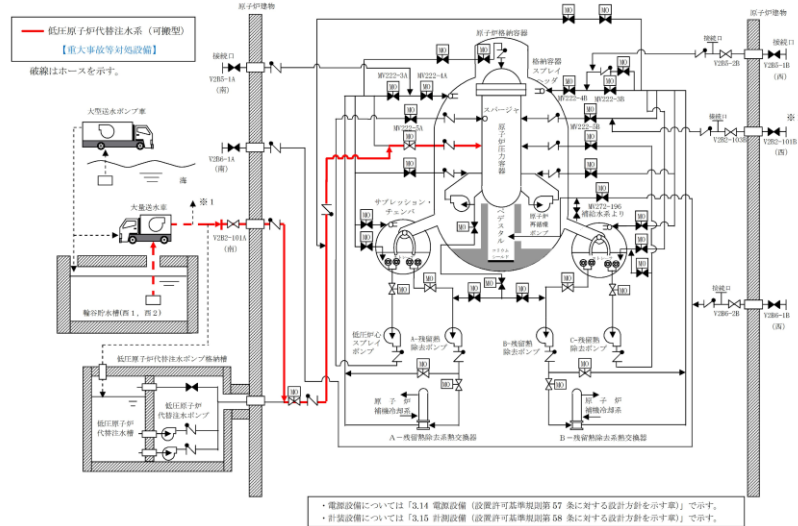 低圧原子炉代替注水系（可搬型）
【重大事故等対処設備】
破線はホースを示す。
原子炉建物
原子炉建物
接続口
V2B5-1A
(南)
V2B6-1A
(南)
大型送水ポンプ車
海
大量送水車
※1
V2B2-101A
(南)
輪谷貯水槽(西1，西2)
低圧原子炉代替注水ポンプ格納槽
低圧原子炉
代替注水ポンプ
低圧原子炉
代替注水槽
原子炉格納容器
MO
MV222-3A
MV222-4A
MV222-5A
スパージャ
原子炉圧力容器
格納容器
スプレイ
ヘッダ
MV222-4B
MV222-3B
MV222-5B
サプレッション・
チェンバ
ペデスタル
原子炉
再循環
ポンプ
MV272-196
補給水系より
低圧炉心
スプレイ
ポンプ
A-残留熱
除去ポンプ
B-残留熱
除去ポンプ
C-残留熱
除去ポンプ
原子炉
補機冷却系
A-残留熱除去系熱交換器
原子炉
補機冷却系
B-残留熱除去系熱交換器
接続口
V2B5-2B
接続口
V2B5-1B
(西)
接続口
V2B2-103B
※
接続口
V2B2-101B
(西)
接続口
V2B6-2B
接続口
V2B6-1B
(西)
・電源設備については「3.14 電源設備（設置許可基準規則第57 条に対する設計方針を示す章)」で示す。
・計装設備については「3.15 計測設備（設置許可基準規則第58 条に対する設計方針を示す章)」で示す。